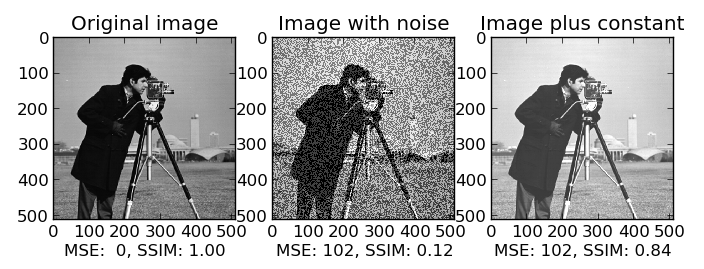 Original image
Image with noise
Image plus constant
0
100
200
300
400
500
0 100 200 300 400 500
MSE:  0, SSIM: 1.00
0
100
200
300
400
500
0 100 200 300 400 500
MSE: 102, SSIM: 0.12
0
100
200
300
400
500
0 100 200 300 400 500
MSE: 102, SSIM: 0.84